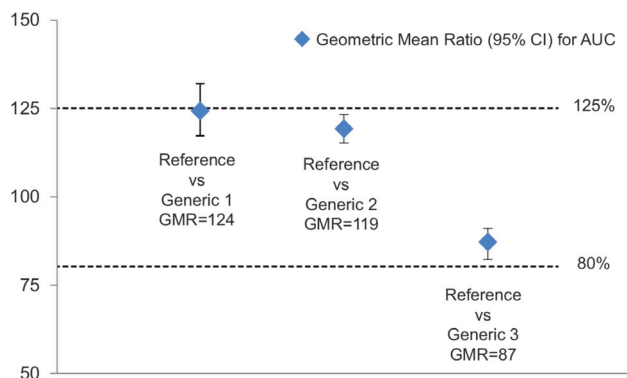 150
Geometric Mean Ratio (95% CI) for AUC
125
125%
Reference
vs
Generic 1
GMR=124
Reference
vs
Generic 2
GMR=119
100
80%
75
Reference
vs
Generic 3
GMR=87
50